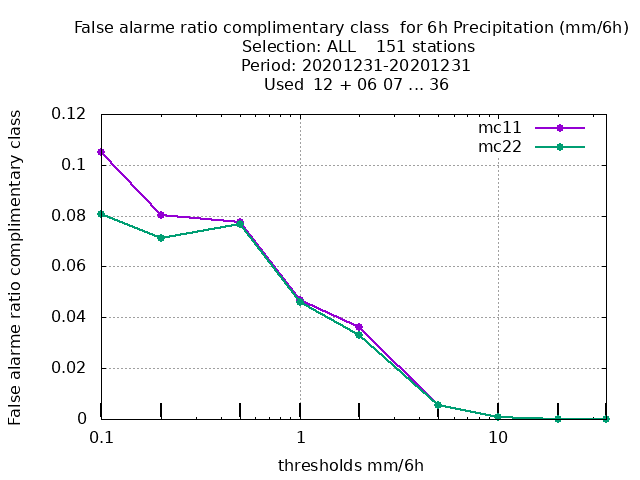 False alarme ratio complimentary class for 6h Precipitation (mm/6h)
Selection: ALL 151 stations
Period: 20201231-20201231
Used 12 + 06 07 ... 36
False alarme ratio complimentary class
0.12
0.1
0.08
0.06
0.04
0.02
0
mc11
mc22
0.1 1 10
thresholds mm/6h